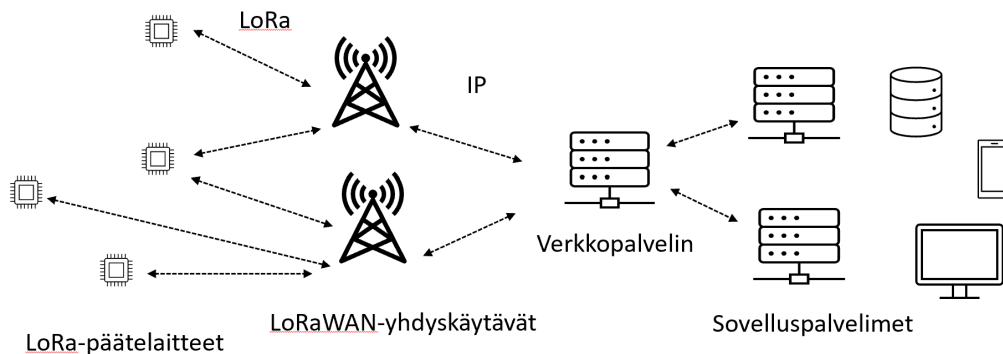 LoRa
IP
Verkkopalvelin
LoRa-päätelaitteet
LoRaWAN-yhdyskäytävät
Sovelluspalvelimet